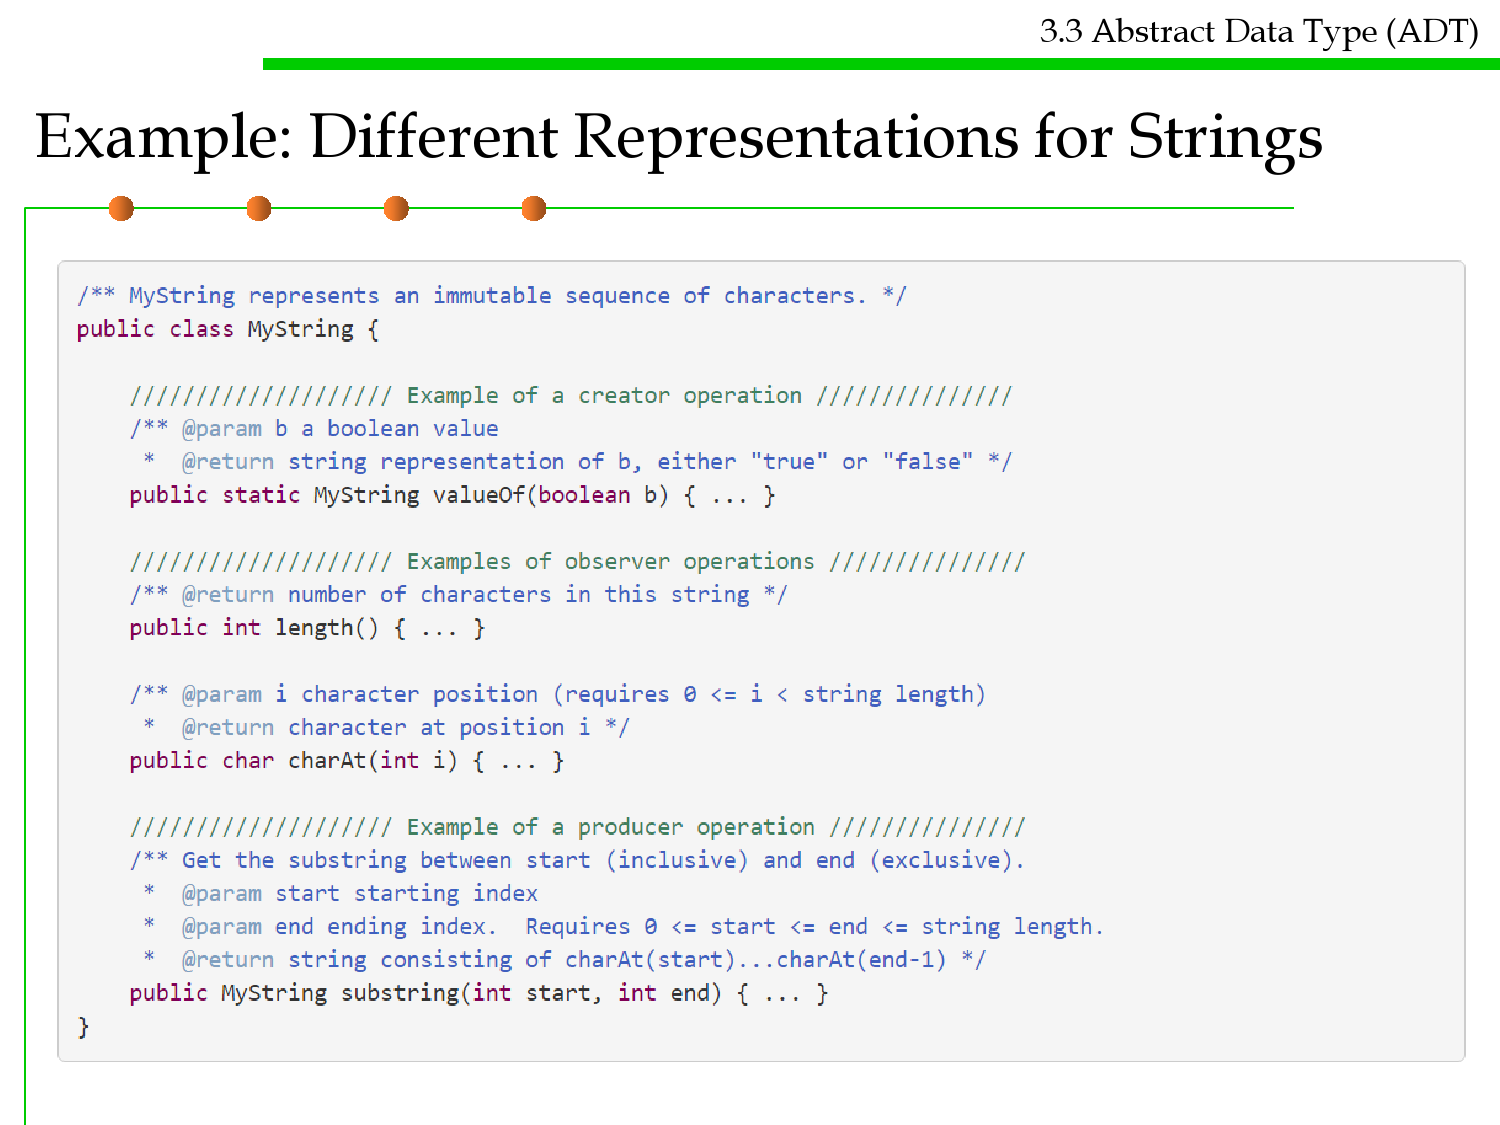 3.3 Abstract Data Type (ADT)
Example: Different Representations for Strings
/** MyString represents an immutable sequence of characters. */
public class MyString {
    //////////////////// Example of a creator operation ///////////////
    /** @param b a boolean value
     *  @return string representation of b, either "true" or "false" */
    public static MyString valueOf(boolean b) { ... }
    //////////////////// Examples of observer operations ///////////////
    /** @return number of characters in this string */
    public int length() { ... }
    /** @param i character position (requires 0 <= i < string length)
     *  @return character at position i */
    public char charAt(int i) { ... }
    //////////////////// Example of a producer operation ///////////////
    /** Get the substring between start (inclusive) and end (exclusive).
     *  @param start starting index
     *  @param end ending index.  Requires 0 <= start <= end <= string length.
     *  @return string consisting of charAt(start)...charAt(end-1) */
    public MyString substring(int start, int end) { ... }
}